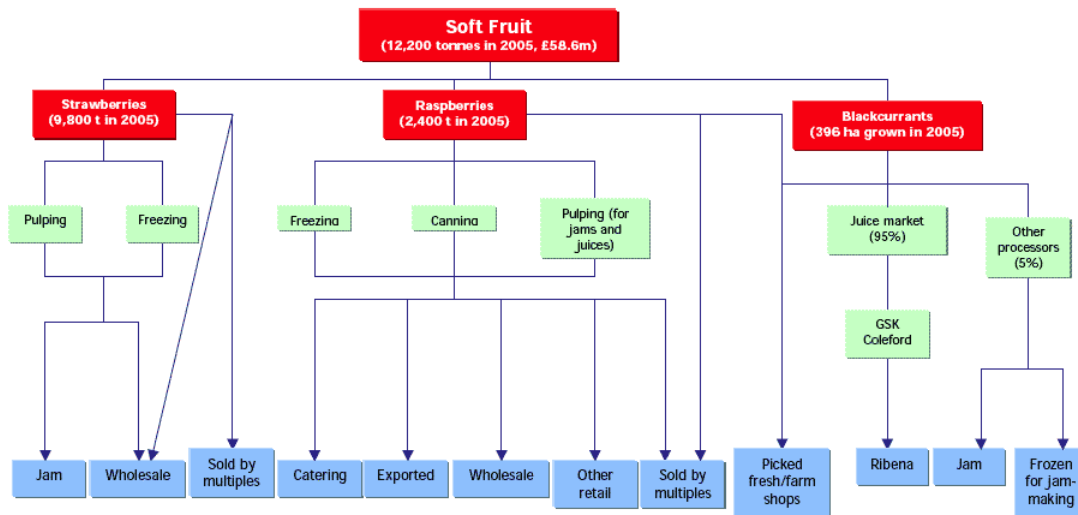 Soft Fruit
(12,200 tonnes in 2005, £58.6m)
Strawberries
(9,800 t in 2005)
Raspberries
(2,400 t in 2005)
Blackcurrants
(396 ha grown in 2005)
Pulping
Freezing
Freezing
Canning
Pulping (for
jams and
juices)
Juice market
(95%)
Other
processors
(5%)
GSK
Coleford
Jam
Wholesale
Sold by
multiples
Catering
Exported
Wholesale
Other
retail
Sold by
multiples
Picked
fresh/farm
shops
Ribena
Jam
Frozen
for jam-
making